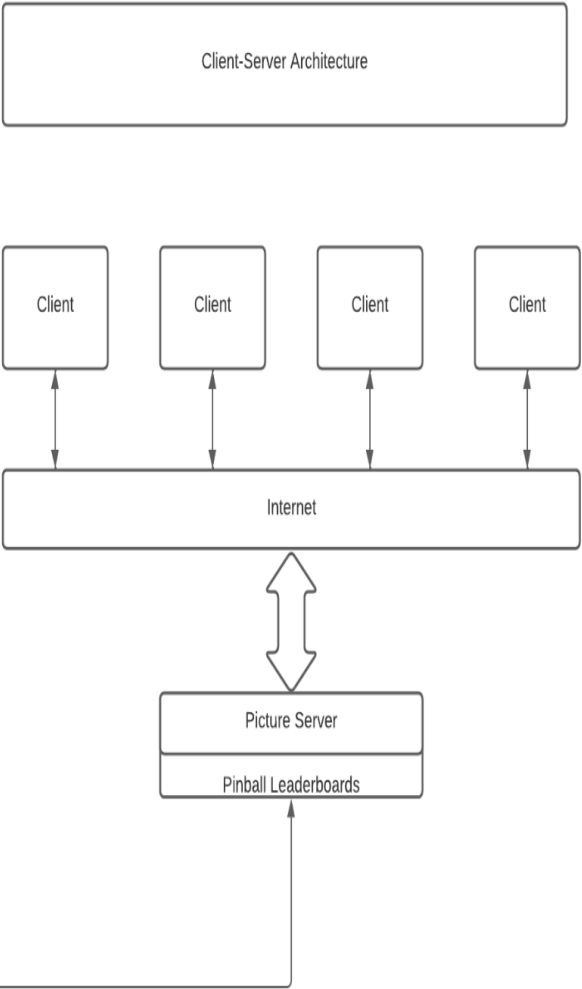 Client-Server Architecture
Client
Client
Client
Client
Internet
Picture Server
Pinball Leaderboards